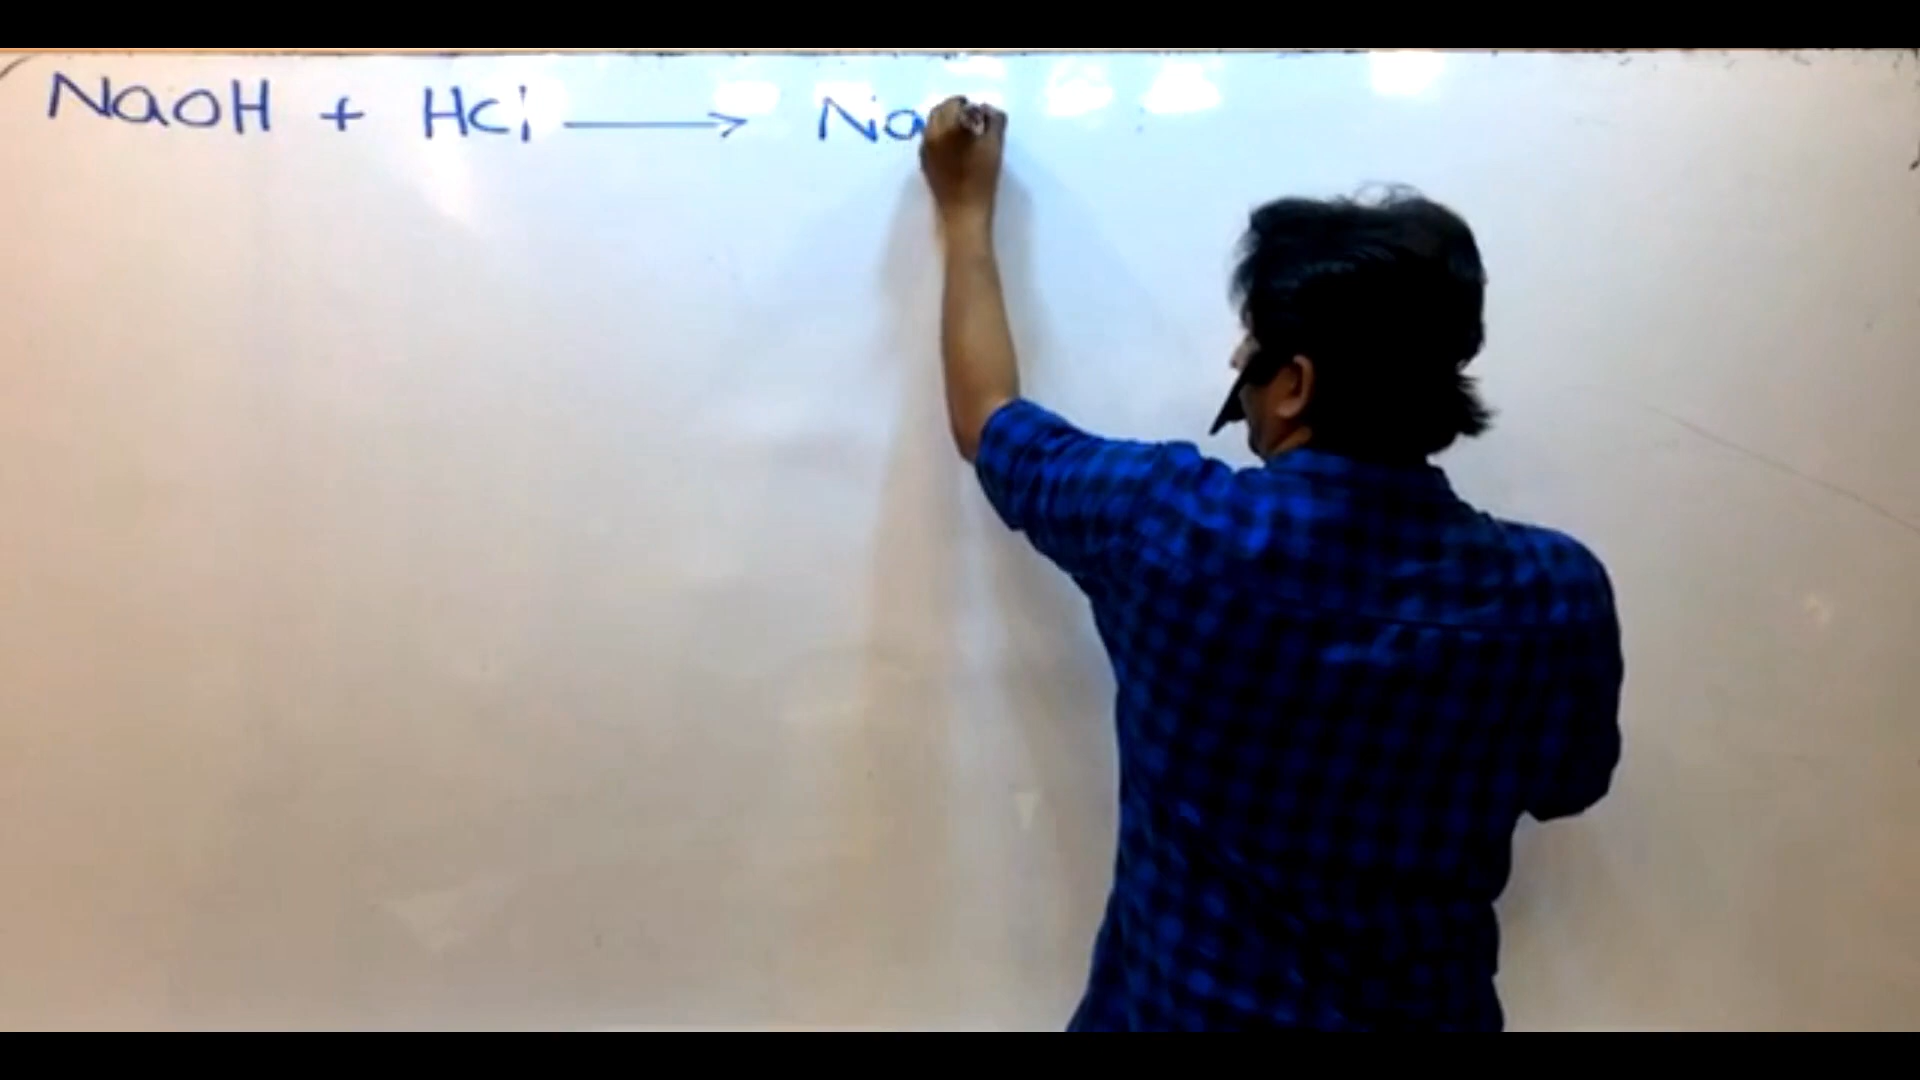 NaOH + HCl ⟶ Na